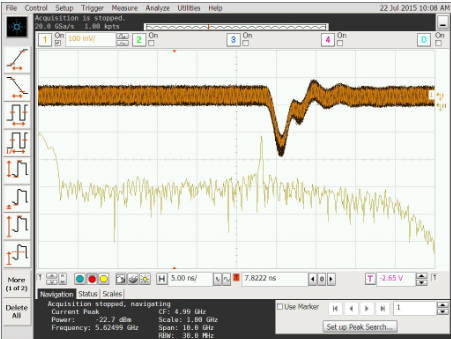 File Control Setup Trigger Measure Analyze Utilities Help 22 Jul 2015 10:08 AM
Acquisition is stopped.
20.0 GSa/s 1.00 kpts
1 On 100 mV/ 2 On 3 On 4 On 0 On
H 5.00 ns/ 7.8222 ns 0 T -2.65 V
More
(1 of 2)
Delete
All
Navigation Status Scales
Acquisition stopped, navigating
Current Peak CF: 4.99 GHz
Power: -22.7 dBm Scale: 1.00 GHz
Frequency: 5.62499 GHz Span: 10.0 GHz
RBW: 30.0 MHz
Use Marker 1
Set up Peak Search...